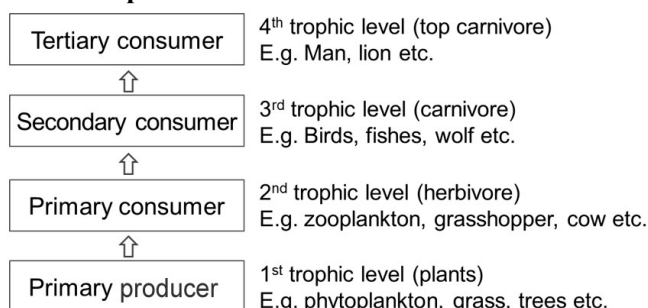 Tertiary consumer
4th trophic level (top carnivore)
E.g. Man, lion etc.
Secondary consumer
3rd trophic level (carnivore)
E.g. Birds, fishes, wolf etc.
Primary consumer
2nd trophic level (herbivore)
E.g. zooplankton, grasshopper, cow etc.
Primary producer
1st trophic level (plants)
E.g. phytoplankton, grass, trees etc.